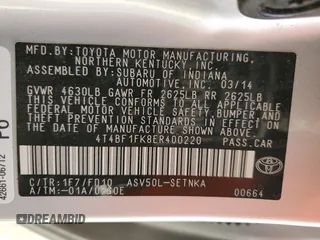 MFD.BY:TOYOTA MOTOR MANUFACTURING,
NORTHERN KENTUCKY INC
ASSEMBLED BY: SUBARU OF INDIANA
AUTOMOTIVE, INC. 03/14
GVWR 4630LB GAWR FR 2625LB RR 2625LB
THIS VEHICLE CONFORMS TO ALL APPLICABLE
FEDERAL MOTOR VEHICLE SAFETY, BUMPER, AND
THEFT PREVENTION STANDARDS IN EFFECT ON
THE DATE OF MANUFACTURE SHOWN ABOVE.
4T4BF1FK8ER400220 PASS.CAR
C/TR:1F7/FD10 ASV50L-SETNKA
A/TM:-01A/U760E
TOYOTA
00664
42661-06712
DREAMBID